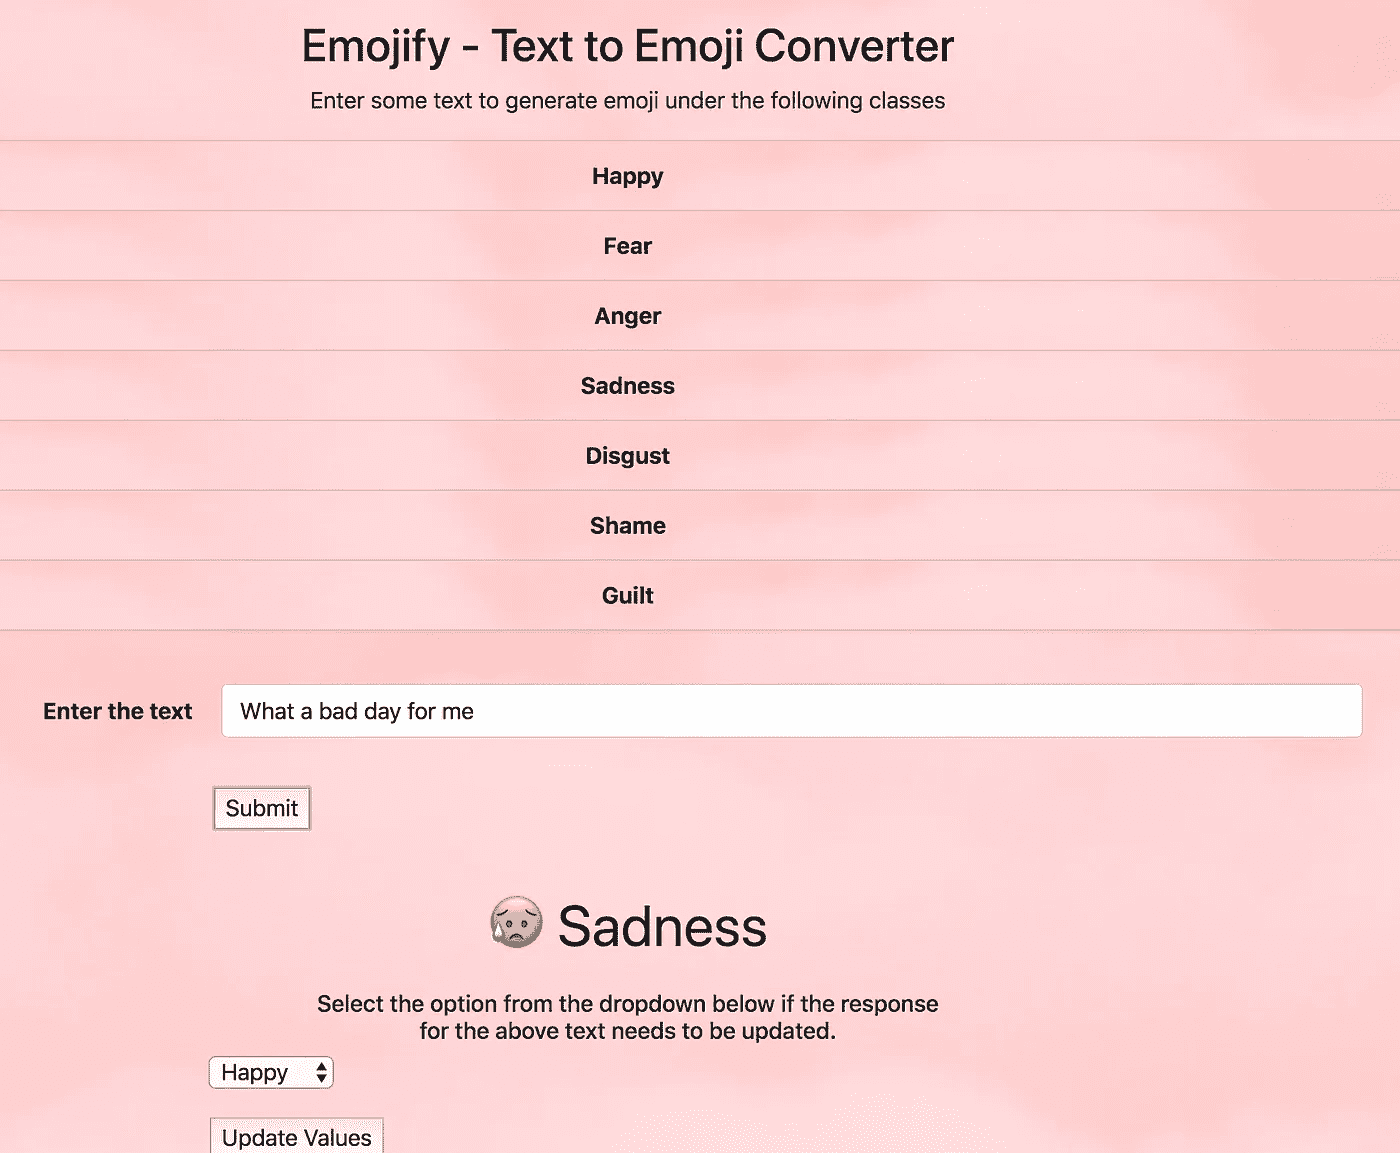 Emojify - Text to Emoji Converter
Enter some text to generate emoji under the following classes
Happy
Fear
Anger
Sadness
Disgust
Shame
Guilt
Enter the text What a bad day for me
Submit
Sadness
Select the option from the dropdown below if the response
for the above text needs to be updated.
Happy
Update Values